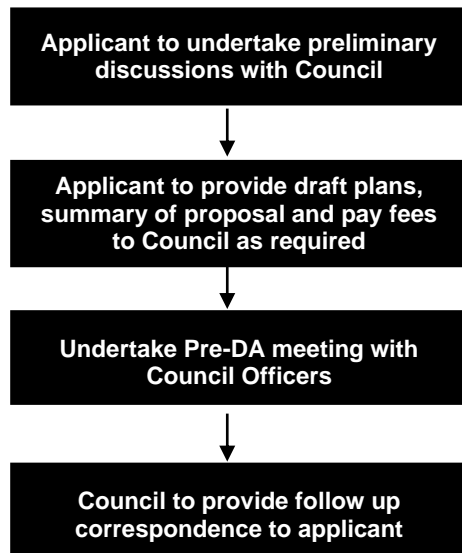 Applicant to undertake preliminary
discussions with Council
Applicant to provide draft plans,
summary of proposal and pay fees
to Council as required
Undertake Pre-DA meeting with
Council Officers
Council to provide follow up
correspondence to applicant